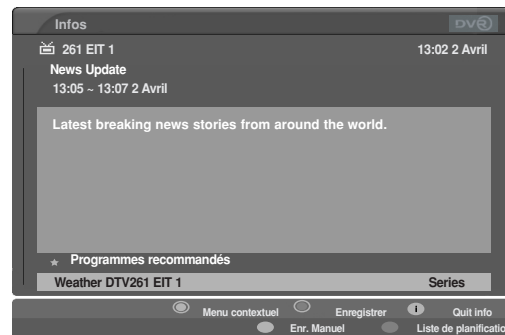 Infos DVR
261 EIT 1 13:02 2 Avril
News Update
13:05 ~ 13:07 2 Avril
Latest breaking news stories from around the world.
Programmes recommandés
Weather DTV261 EIT 1 Series
Menu contextuel Enregistrer i Quit info
Enr. Manuel Liste de planificatio